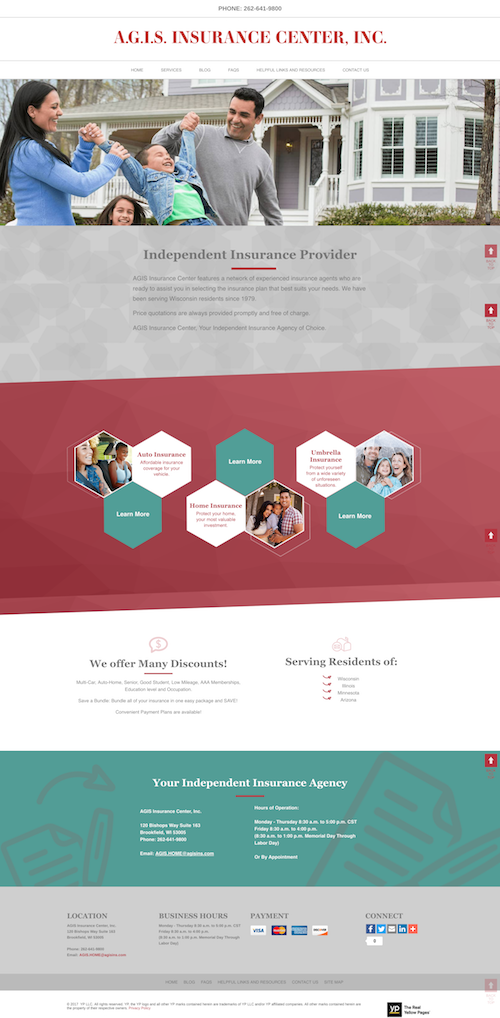 PHONE: 262-641-9800
A.G.I.S. INSURANCE CENTER, INC.
HOME SERVICES BLOG FAQS HELPFUL LINKS AND RESOURCES CONTACT US
Independent Insurance Provider
AGIS Insurance Center features a network of experienced insurance agents who are
ready to assist you in selecting the insurance plan that best suits your needs. We have
been serving Wisconsin residents since 1979.
Price quotations are always provided promptly and free of charge.
AGIS Insurance Center, Your Independent Insurance Agency of Choice.
Auto Insurance
Affordable insurance
coverage for your
vehicle.
Learn More
Umbrella
Insurance
Protect yourself
from a wide variety
of unforeseen
situations.
Learn More
Home Insurance
Protect your home,
your most valuable
investment.
Learn More
We offer Many Discounts!
Multi-Car, Auto-Home, Senior, Good Student, Low Mileage, AAA Memberships,
Education level and Occupation.
Save a Bundle- Bundle all of your insurance in one easy package and SAVE!
Convenient Payment Plans are available!
Serving Residents of:
Wisconsin
Illinois
Minnesota
Arizona
Your Independent Insurance Agency
AGIS Insurance Center, Inc.
120 Bishops Way Suite 163
Brookfield, WI 53005
Phone: 262-641-9800
Email: AGIS.HOME@agisins.com
Hours of Operation:
Monday - Thursday 8:30 a.m. to 5:00 p.m. CST
Friday 8:30 a.m. to 4:00 p.m.
(8:30 a.m. to 1:00 p.m. Memorial Day Through
Labor Day)
Or By Appointment
LOCATION
AGIS Insurance Center, Inc.
120 Bishops Way Suite 163
Brookfield, WI 53005
Phone: 262-641-9800
Email: AGIS.HOME@agisins.com
BUSINESS HOURS
Monday - Thursday 8:30 a.m. to 5:00 p.m.
Friday 8:30 a.m. to 4:00 p.m.
(8:30 a.m. to 1:00 p.m. Memorial Day Through
Labor Day)
PAYMENT
VISA
CONNECT
HOME BLOG FAQS HELPFUL LINKS AND RESOURCES CONTACT US SITE MAP
© 2017 YP LLC. All rights reserved. YP, the YP logo and all other YP marks contained herein are trademarks of YP LLC and/or YP affiliated companies. All other marks contained herein are
the property of their respective owners. Privacy Policy
YP The Real
Yellow Pages